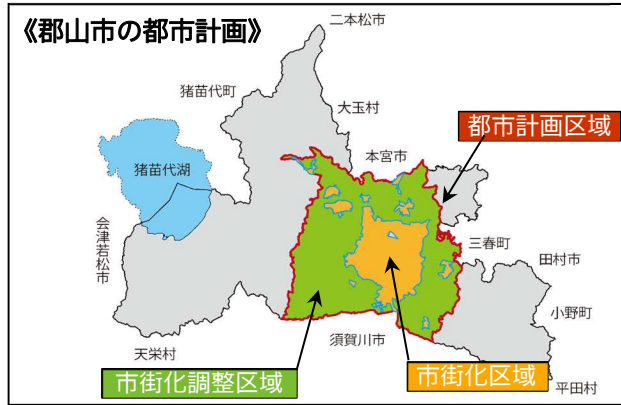 《郡山市の都市計画》
二本松市
猪苗代町
大玉村
都市計画区域
本宮市
猪苗代湖
会津若松市
三春町
田村市
小野町
天栄村
須賀川市
市街化調整区域
市街化区域
平田村